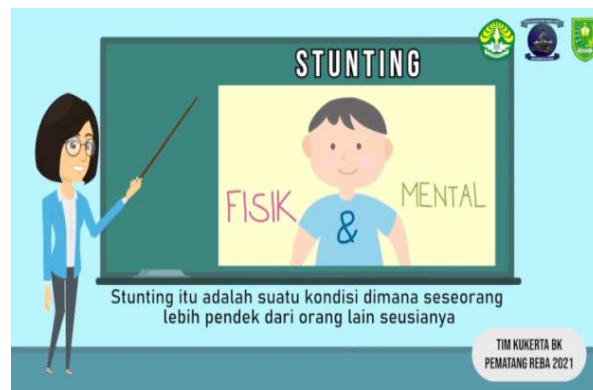 STUNTING
FISIK
&
MENTAL
Stunting itu adalah suatu kondisi dimana seseorang
lebih pendek dari orang lain seusianya
TIM KUKERTA BK
PEMATANG REBA 2021